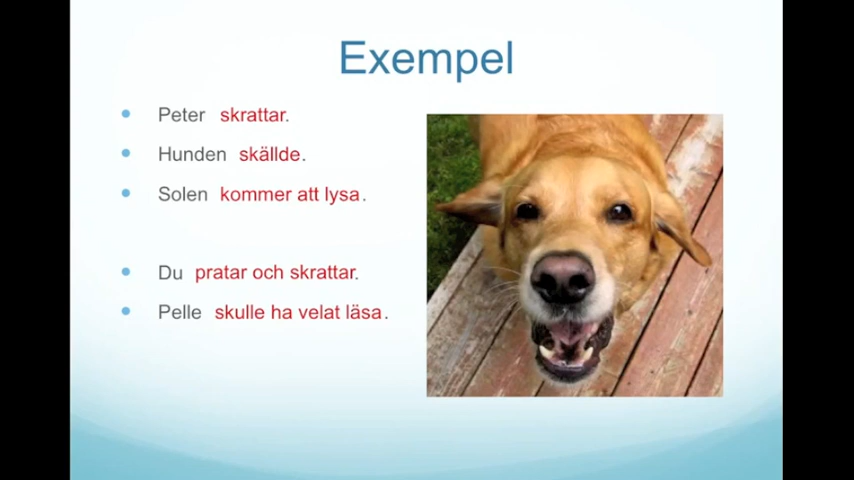 Exempel
Peter skrattar.
Hunden skällde.
Solen kommer att lysa.
Du pratar och skrattar.
Pelle skulle ha velat läsa.